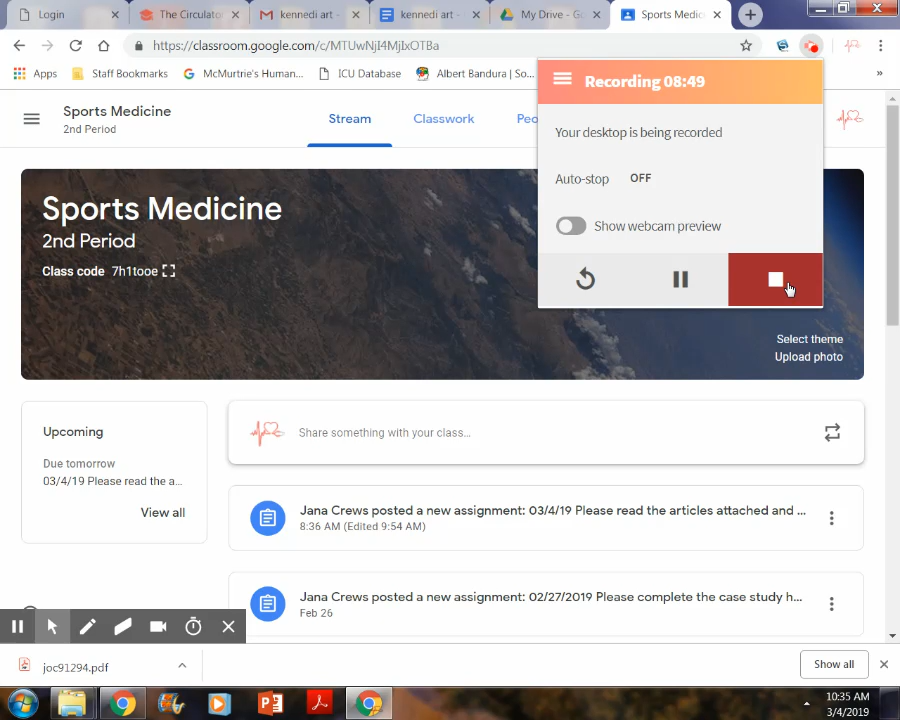 Login
The Circulator
kennedi art -
kennedi art -
My Drive - Go
Sports Medic
https://classroom.google.com/c/MTUwNjI4MjIxOTBa
Apps
Staff Bookmarks
McMurtrie's Human...
ICU Database
Albert Bandura (So...
»
Recording 08:49
Your desktop is being recorded
Auto-stop OFF
Show webcam preview
Sports Medicine
2nd Period
Stream
Classwork
Peo
Sports Medicine
2nd Period
Class code 7h1tooe
Select theme
Upload photo
Upcoming
Due tomorrow
03/4/19 Please read the a...
View all
Share something with your class...
Jana Crews posted a new assignment: 03/4/19 Please read the articles attached and ...
8:36 AM (Edited 9:54 AM)
Jana Crews posted a new assignment: 02/27/2019 Please complete the case study h...
Feb 26
joc91294.pdf
Show all
10:35 AM
3/4/2019